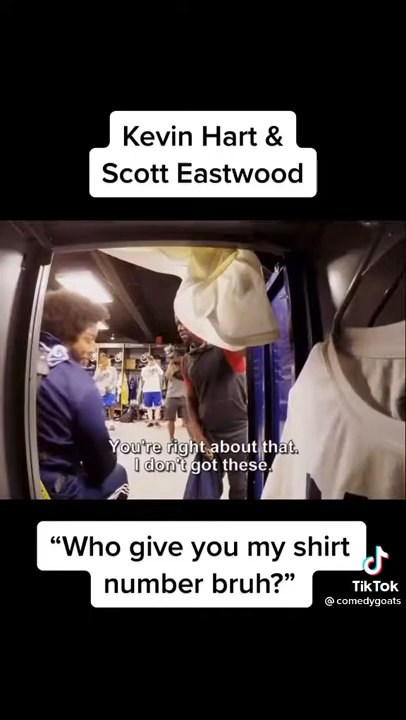 Kevin Hart &
Scott Eastwood
You're right about that.
I don't got these.
“Who give you my shirt
number bruh?”
TikTok
@comedygoats